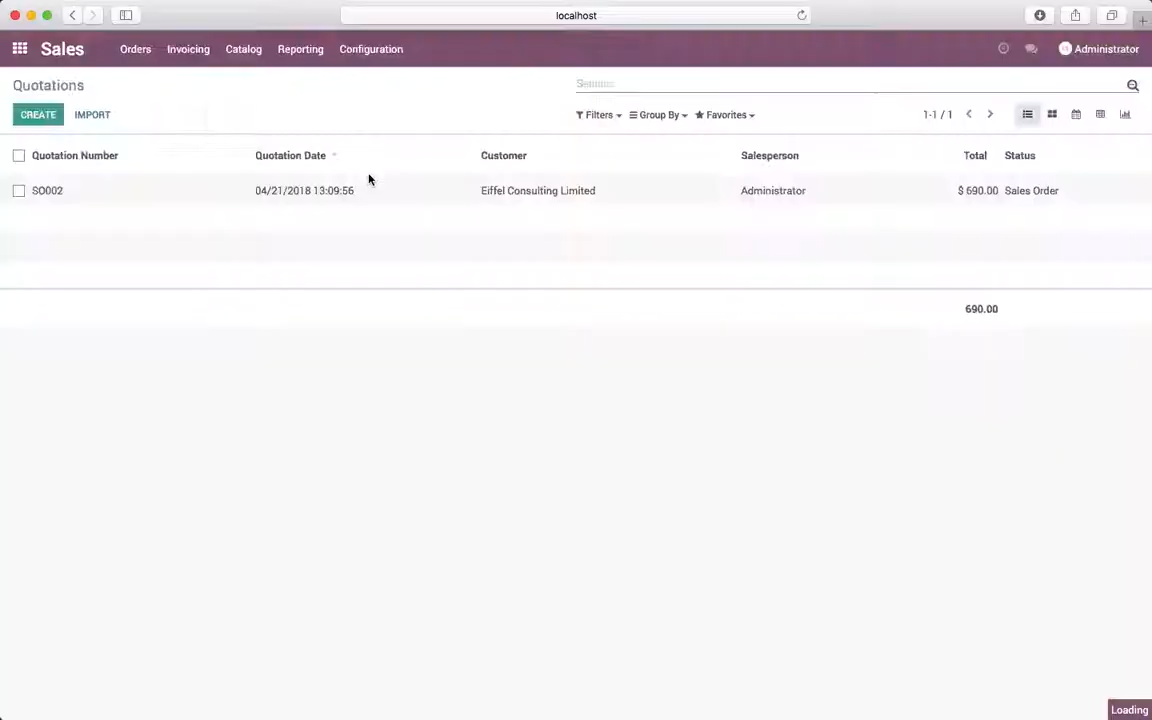 localhost
Sales Orders Invoicing Catalog Reporting Configuration Administrator
Quotations
CREATE IMPORT Filters Group By Favorites 1-1 / 1
Quotation Number Quotation Date Customer Salesperson Total Status
SO002 04/21/2018 13:09:56 Eiffel Consulting Limited Administrator $ 690.00 Sales Order
690.00
Loading